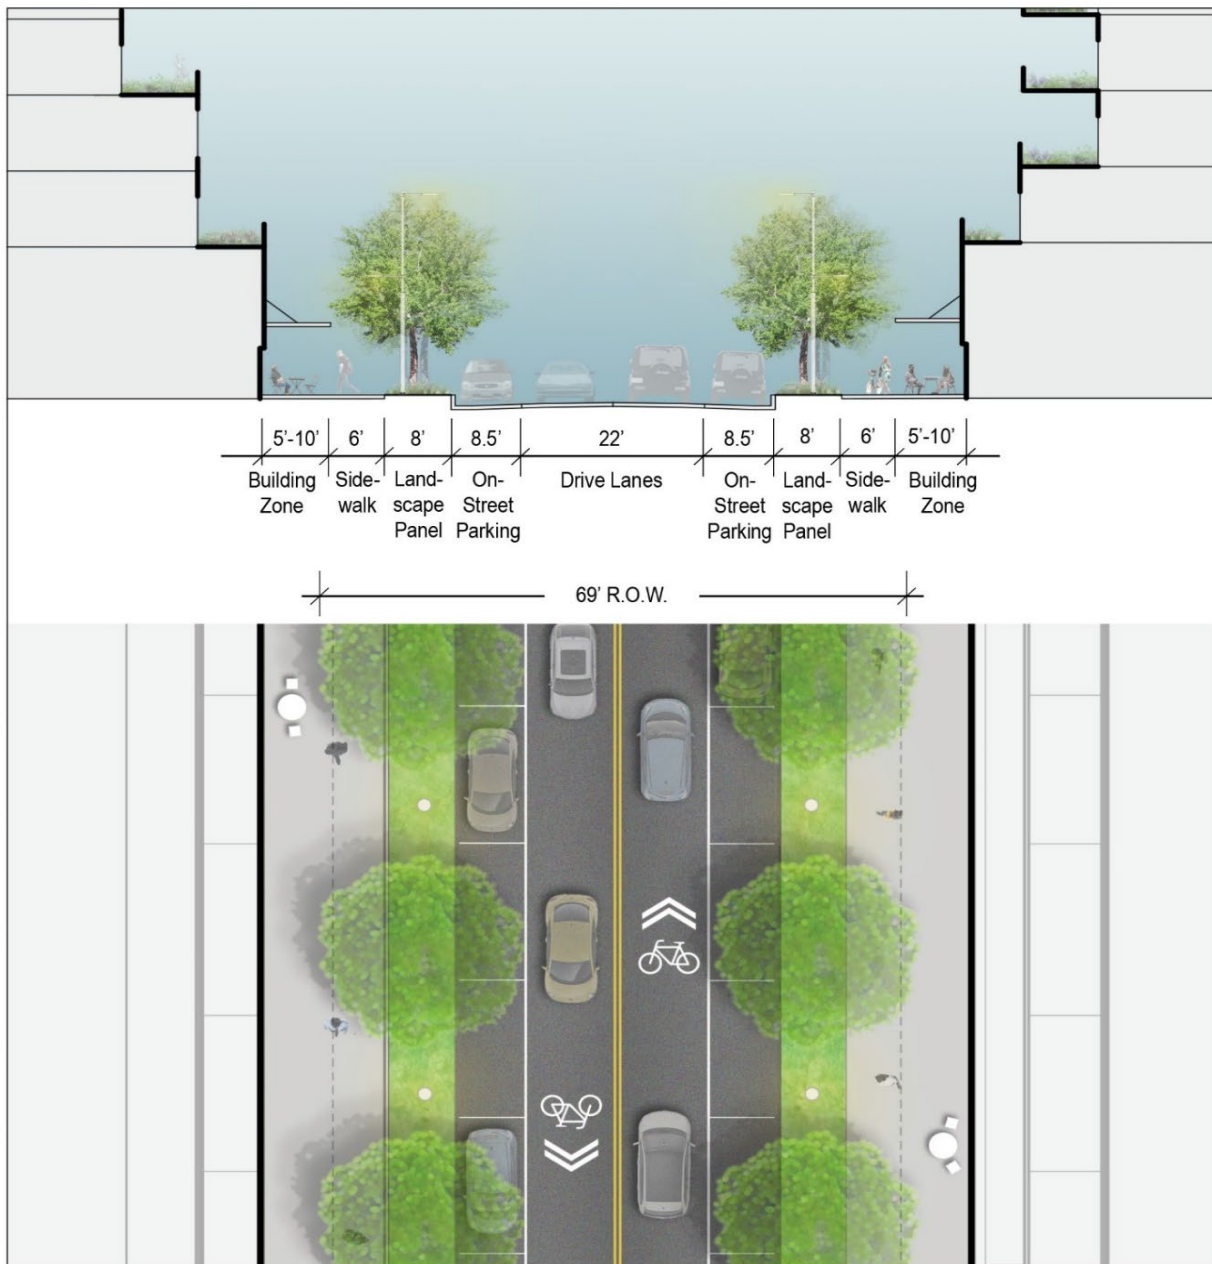 5'-10' 6' 8' 8.5' 22' 8.5' 8' 6' 5'-10'
Building Side- Land- On- Drive Lanes On- Land- Side- Building
Zone walk scape Street Street scape walk Zone
Panel Parking Parking Panel
69' R.O.W.